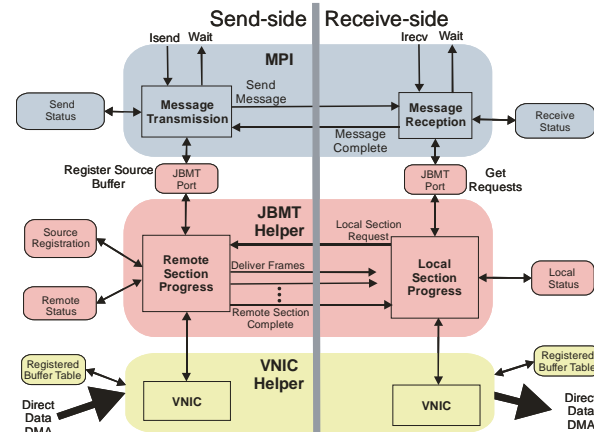 Send-side
Receive-side
Isend
Wait
Irecv
Wait
MPI
Send
Status
Message
Transmission
Send
Message
Message
Complete
Message
Reception
Receive
Status
Register Source
Buffer
JBMT
Port
JBMT
Port
Get
Requests
JBMT
Helper
Source
Registration
Remote
Status
Remote
Section
Progress
Local Section
Request
Deliver Frames
Remote Section
Complete
Local
Section
Progress
Local
Status
VNIC
Helper
Registered
Buffer Table
Direct
Data
DMA
VNIC
VNIC
Registered
Buffer Table
Direct
Data
DMA